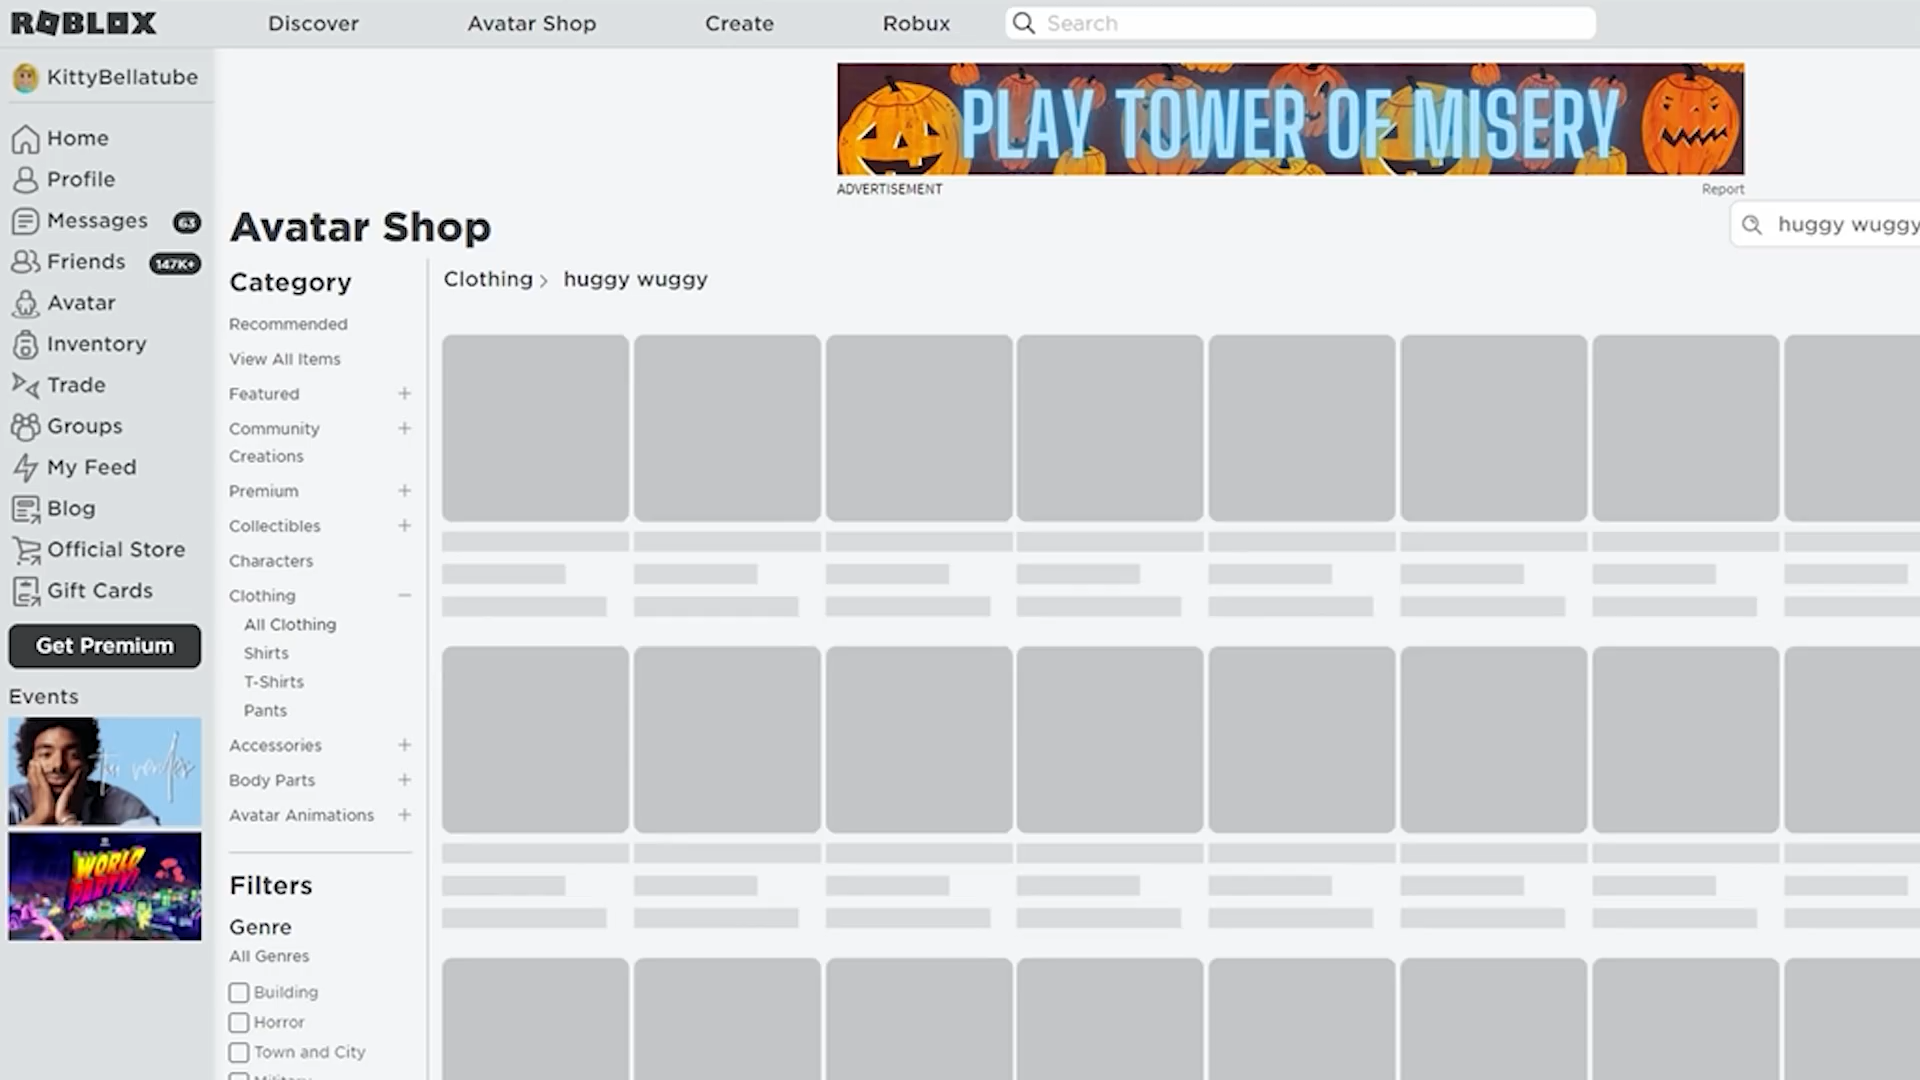 ROBLOX
Discover
Avatar Shop
Create
Robux
Search
KittyBellatube
Home
Profile
Messages 63
Friends 147K+
Avatar
Inventory
Trade
Groups
My Feed
Blog
Official Store
Gift Cards
Get Premium
Events
WORLD
PARTY!
PLAY TOWER OF MISERY
ADVERTISEMENT
Report
Avatar Shop
huggy wuggy
Category
Recommended
View All Items
Featured +
Community +
Creations
Premium +
Collectibles +
Characters
Clothing −
All Clothing
Shirts
T-Shirts
Pants
Accessories +
Body Parts +
Avatar Animations +
Filters
Genre
All Genres
Building
Horror
Town and City
Clothing > huggy wuggy